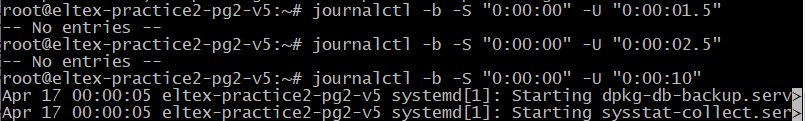 root@eltex-practice2-pg2-v5:~# journalctl -b -S "0:00:00" -U "0:00:01.5"
-- No entries --
root@eltex-practice2-pg2-v5:~# journalctl -b -S "0:00:00" -U "0:00:02.5"
-- No entries --
root@eltex-practice2-pg2-v5:~# journalctl -b -S "0:00:00" -U "0:00:10"
Apr 17 00:00:05 eltex-practice2-pg2-v5 systemd[1]: Starting dpkg-db-backup.serv>
Apr 17 00:00:05 eltex-practice2-pg2-v5 systemd[1]: Starting sysstat-collect.ser>